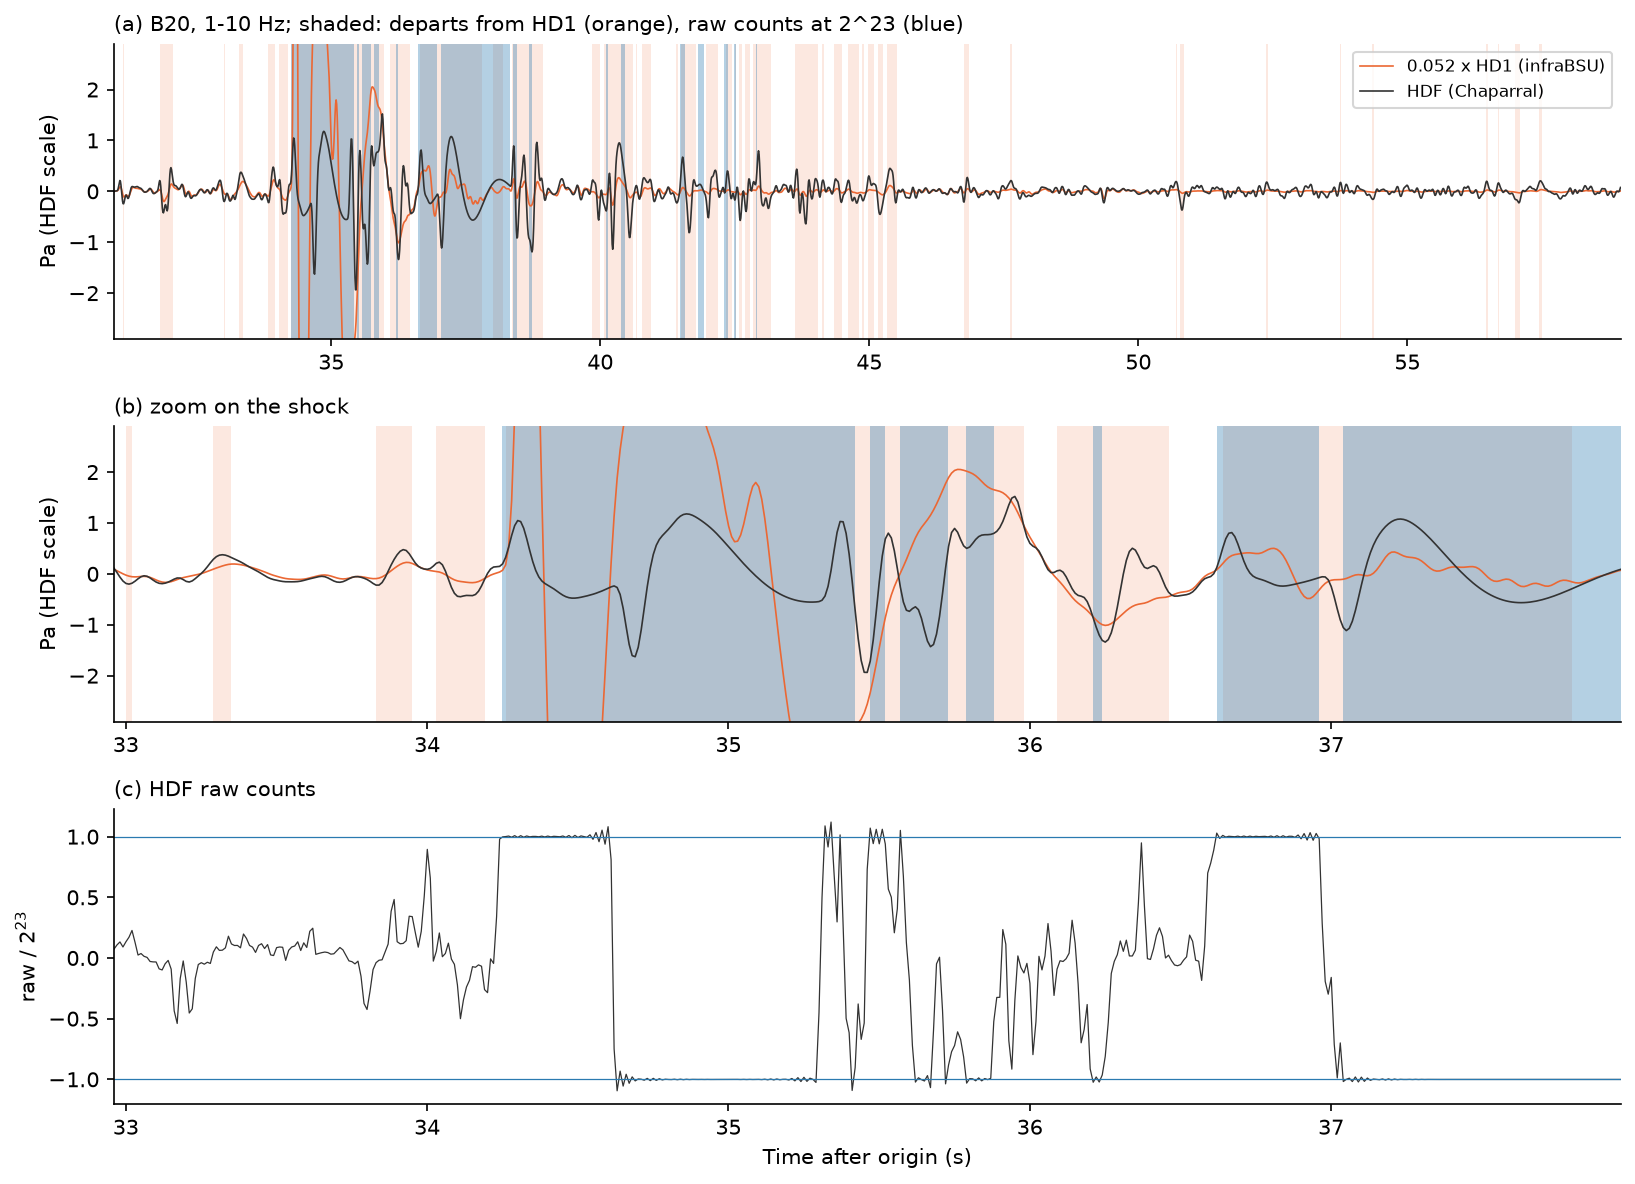 (a) B20, 1-10 Hz; shaded: departs from HD1 (orange), raw counts at 2^23 (blue)
Pa (HDF scale)
2
1
0
−1
−2
0.052 x HD1 (infraBSU)
HDF (Chaparral)
35 40 45 50 55
(b) zoom on the shock
Pa (HDF scale)
2
1
0
−1
−2
33 34 35 36 37
(c) HDF raw counts
raw / 2^23
1.0
0.5
0.0
−0.5
−1.0
33 34 35 36 37
Time after origin (s)